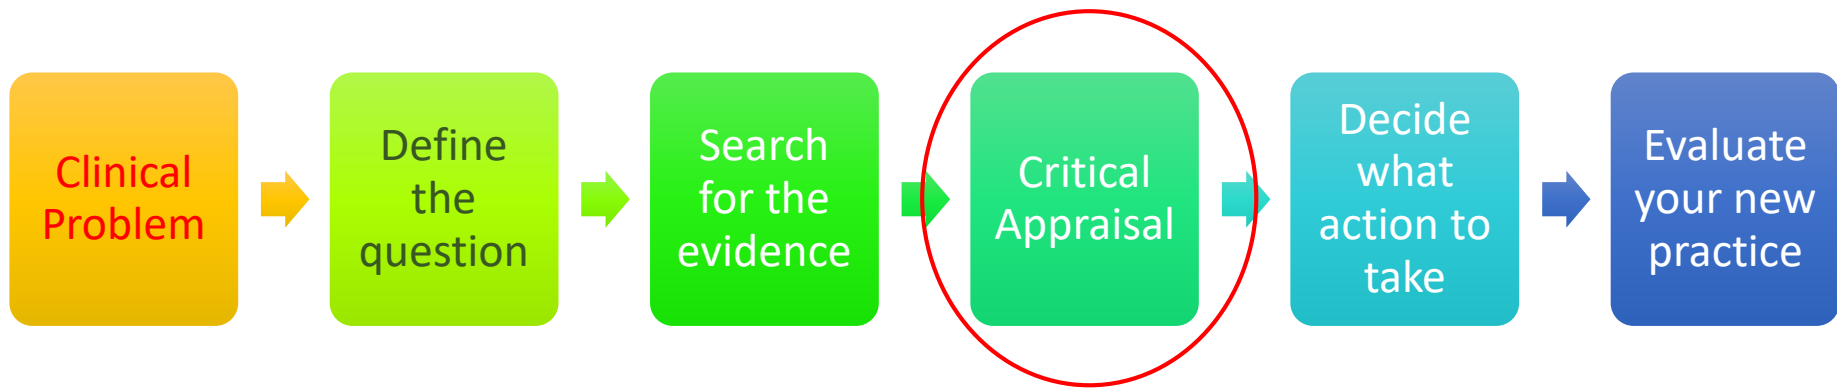 Clinical
Problem
Define
the
question
Search
for the
evidence
Critical
Appraisal
Decide
what
action to
take
Evaluate
your new
practice